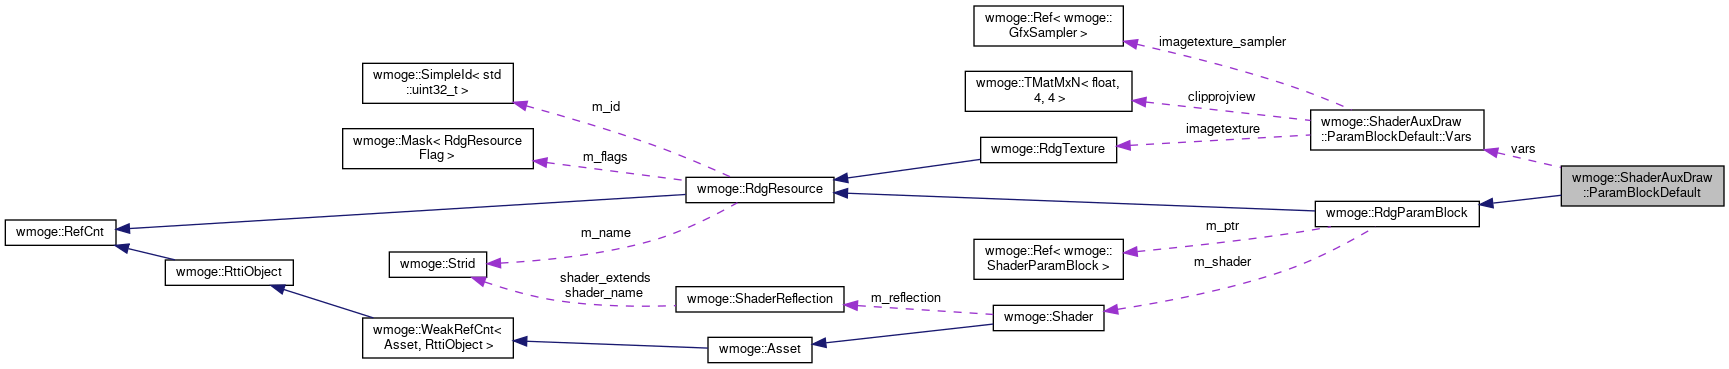 wmoge::Ref< wmoge::
GfxSampler >
imagetexture_sampler
wmoge::SimpleId< std
::uint32_t >
wmoge::TMatMxN< float,
4, 4 >
clipprojview
m_id
wmoge::ShaderAuxDraw
::ParamBlockDefault::Vars
imagetexture
wmoge::Mask< RdgResource
Flag >
m_flags
wmoge::RdgTexture
vars
wmoge::ShaderAuxDraw
::ParamBlockDefault
wmoge::RdgResource
wmoge::RdgParamBlock
wmoge::RefCnt
m_name
m_ptr
wmoge::Ref< wmoge::
ShaderParamBlock >
m_shader
wmoge::Strid
wmoge::RttiObject
shader_extends
shader_name
wmoge::ShaderReflection
m_reflection
wmoge::Shader
wmoge::WeakRefCnt<
Asset, RttiObject >
wmoge::Asset